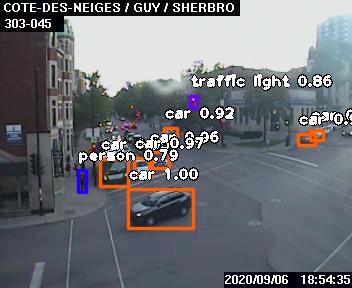 COTE-DES-NEIGES / GUY / SHERBRO
303-045
traffic light 0.86
car 0.92
car
car 0.96
car 0.97
person 0.79
car 1.00
2020/09/06 18:54:35